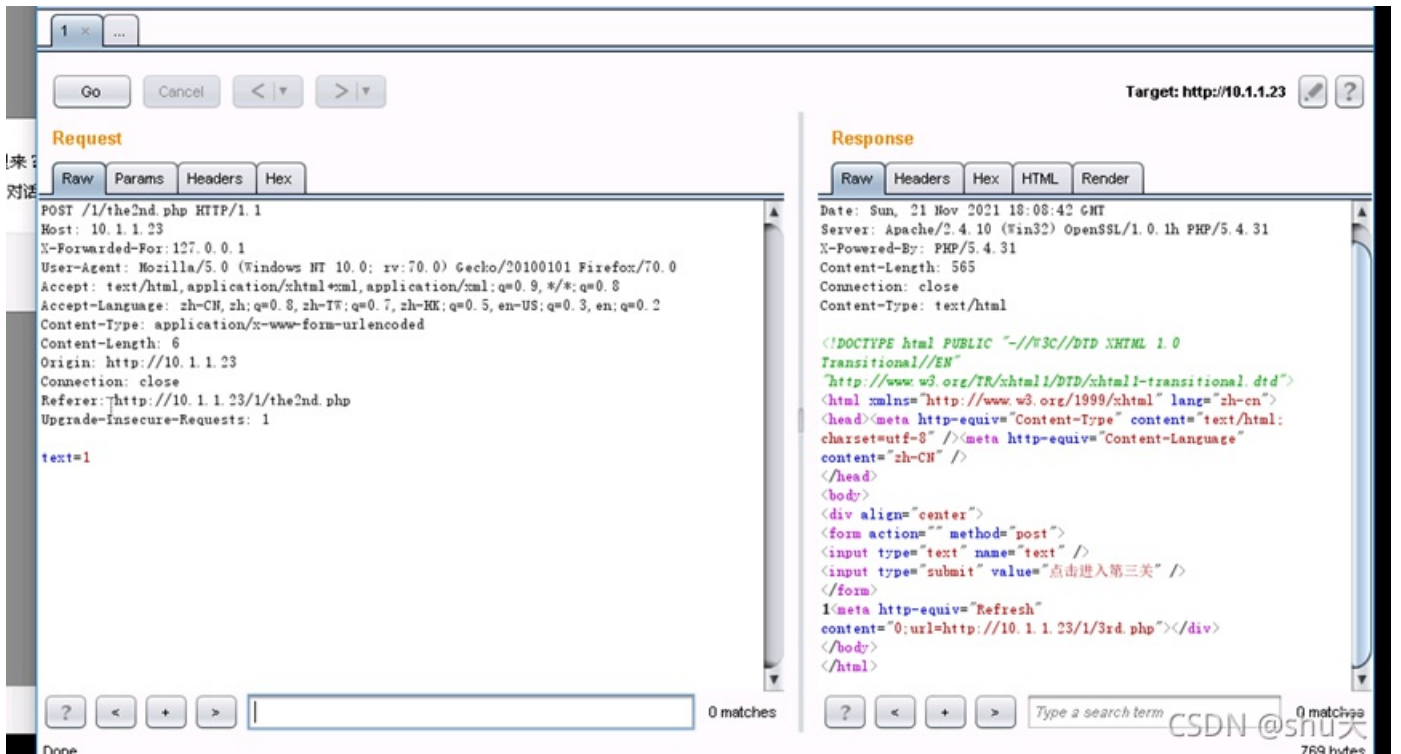 1 × ...
Go Cancel < > Target: http://10.1.1.23 ?
Request
Raw Params Headers Hex
来？
对话
POST /1/the2nd.php HTTP/1.1
Host: 10.1.1.23
X-Forwarded-For:127.0.0.1
User-Agent: Mozilla/5.0 (Windows NT 10.0; rv:70.0) Gecko/20100101 Firefox/70.0
Accept: text/html,application/xhtml+xml,application/xml;q=0.9,*/*;q=0.8
Accept-Language: zh-CN,zh;q=0.8,zh-TW;q=0.7,zh-HK;q=0.5,en-US;q=0.3,en;q=0.2
Content-Type: application/x-www-form-urlencoded
Content-Length: 6
Origin: http://10.1.1.23
Connection: close
Referer: http://10.1.1.23/1/the2nd.php
Upgrade-Insecure-Requests: 1
text=1
? < + > 0 matches
Done
Response
Raw Headers Hex HTML Render
Date: Sun, 21 Nov 2021 18:08:42 GMT
Server: Apache/2.4.10 (Win32) OpenSSL/1.0.1h PHP/5.4.31
X-Powered-By: PHP/5.4.31
Content-Length: 565
Connection: close
Content-Type: text/html
<!DOCTYPE html PUBLIC "-//W3C//DTD XHTML 1.0
Transitional//EN"
"http://www.w3.org/TR/xhtml1/DTD/xhtml1-transitional.dtd">
<html xmlns="http://www.w3.org/1999/xhtml" lang="zh-cn">
<head><meta http-equiv="Content-Type" content="text/html;
charset=utf-8" /><meta http-equiv="Content-Language"
content="zh-CN" />
</head>
<body>
<div align="center">
<form action="" method="post">
<input type="text" name="text" />
<input type="submit" value="点击进入第三关" />
</form>
1<meta http-equiv="Refresh"
content="0;url=http://10.1.1.23/1/3rd.php"></div>
</body>
</html>
? < + > Type a search term 0 matches
CSDN @shu天
769 bytes